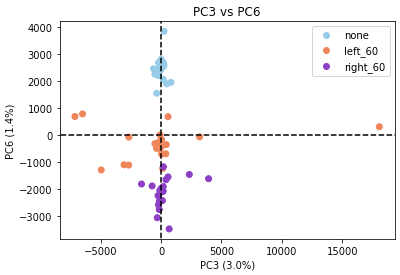 PC3 vs PC6
none
left_60
right_60
4000
3000
2000
1000
0
−1000
−2000
−3000
PC6 (1.4%)
−5000
0
5000
10000
15000
PC3 (3.0%)